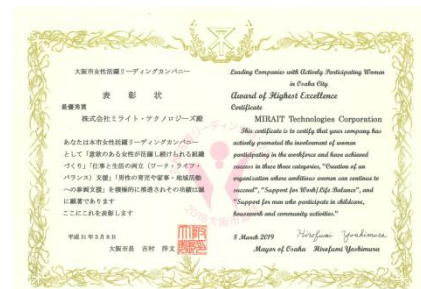 大阪市女性活躍リーディングカンパニー
表 彰 状
最優秀賞
株式会社ミライト・テクノロジーズ殿
あなたは本市女性活躍リーディングカンパニー
として「意欲のある女性が活躍し続けられる組織
づくり」「仕事と生活の両立（ワーク・ライフ・
バランス）支援」「男性の育児や家事・地域活動
への参画支援」を積極的に推進されその功績は誠
に顕著であります
ここにこれを表彰します
平成31年3月8日
大阪市長 吉村 洋文
Leading Companies with Actively Participating Women
in Osaka City
Award of Highest Excellence
Certificate
MIRAIT Technologies Corporation
This certificate is to certify that your company has
actively promoted the involvement of women
participating in the workforce and have achieved
success in these three categories, "Creation of an
organization where ambitious women can continue to
succeed", "Support for Work/Life Balance", and
"Support for men who participate in childcare,
housework and community activities."
8 March 2019
Hirofumi Yoshimura
Mayor of Osaka Hirofumi Yoshimura